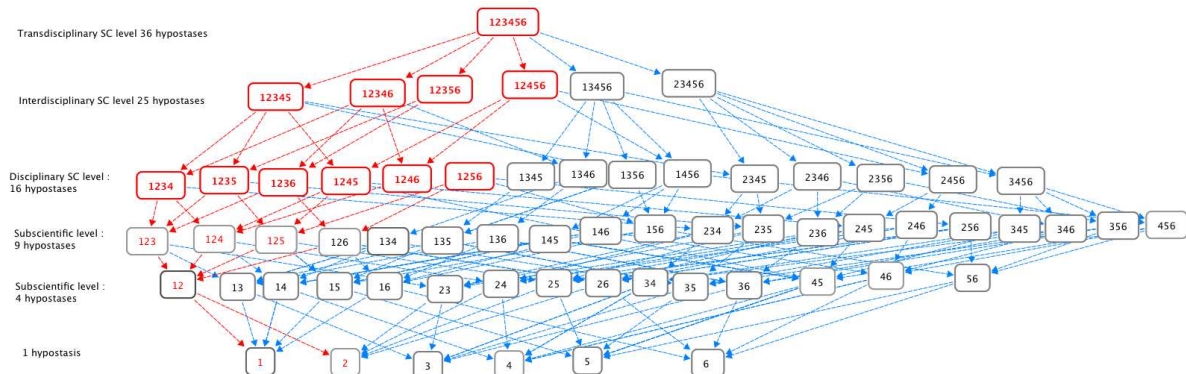 123456
Transdisciplinary SC level 36 hypostases
12345 12346 12356 12456 13456 23456
Interdisciplinary SC level 25 hypostases
Disciplinary SC level :
16 hypostases
1234 1235 1236 1245 1246 1256 1345 1346 1356 1456 2345 2346 2356 2456 3456
Subscientific level :
9 hypostases
123 124 125 126 134 135 136 145 146 156 234 235 236 245 246 256 345 346 356 456
Subscientific level :
4 hypostases
12 13 14 15 16 23 24 25 26 34 35 36 45 46 56
1 hypostasis
1 2 3 4 5 6